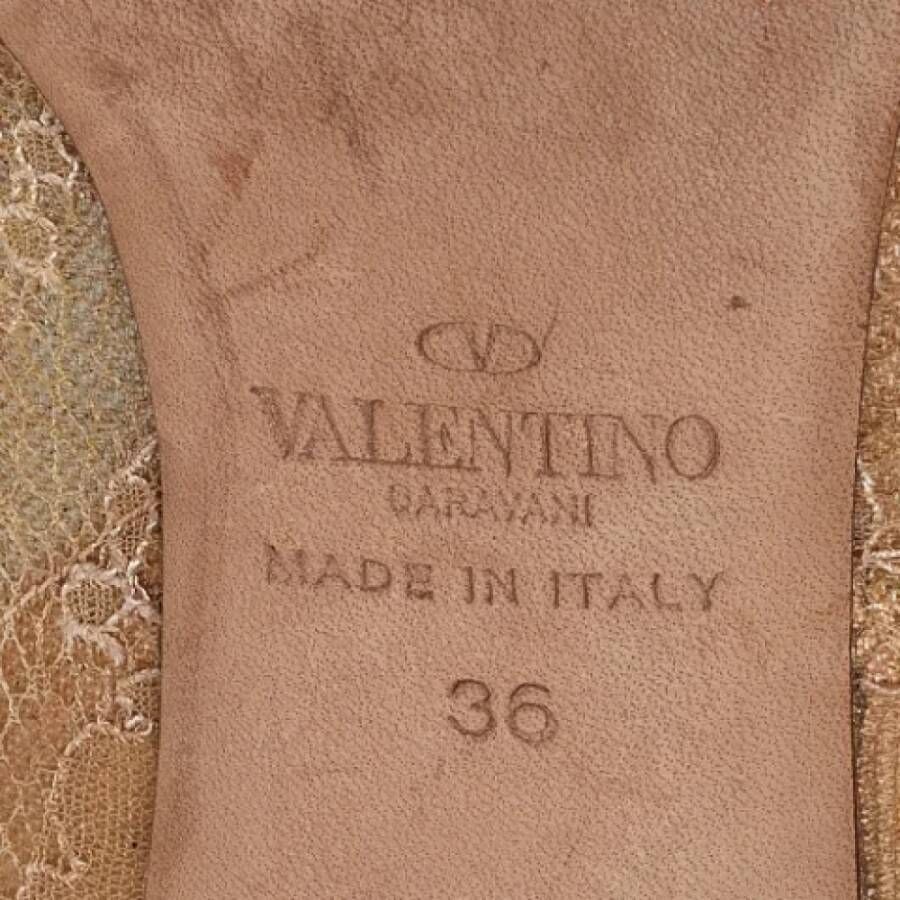 V
VALENTINO
GARAVANI
MADE IN ITALY
36